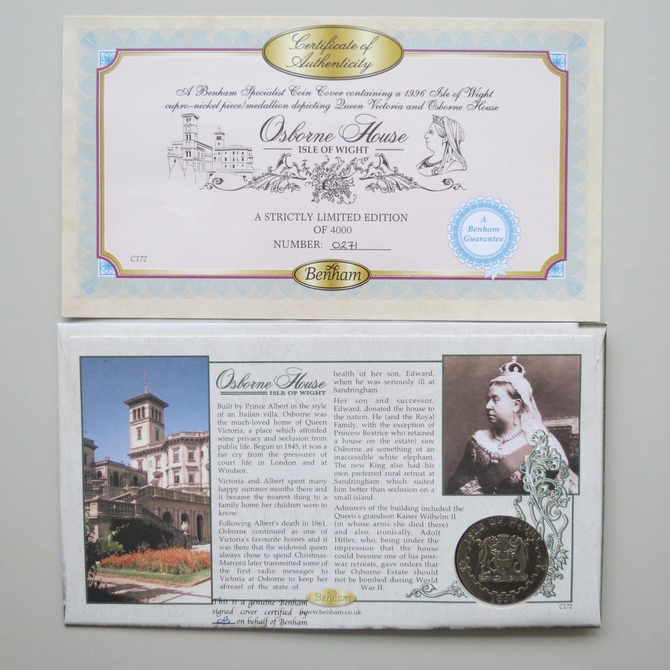 Certificate of
Authenticity
A Benham Specialist Coin Cover containing a 1996 Isle of Wight
cupro-nickel piece/medallion depicting Queen Victoria and Osborne House
Osborne House
ISLE OF WIGHT
A STRICTLY LIMITED EDITION
OF 4000
NUMBER: 0271
A
Benham
Guarantee
C172
Benham
Osborne House
ISLE OF WIGHT
Built by Prince Albert in the style
of an Italian villa, Osborne was
the much-loved home of Queen
Victoria, a place which afforded
some privacy and seclusion from
public life. Begun in 1845, it was a
far cry from the pressures of
court life in London and at
Windsor.
Victoria and Albert spent many
happy summer months there and
it became the nearest thing to a
family home her children were to
know.
Following Albert's death in 1861,
Osborne continued as one of
Victoria's favourite homes and it
was there that the widowed queen
always chose to spend Christmas.
Marconi later transmitted some of
the first radio messages to
Victoria at Osborne to keep her
abreast of the state of
health of her son, Edward,
when he was seriously ill at
Sandringham.
Her son and successor,
Edward, donated the house to
the nation. He (and the Royal
Family, with the exception of
Princess Beatrice who retained
a house on the estate) saw
Osborne as something of an
inaccessible white elephant.
The new King also had his
own preferred rural retreat at
Sandringham which suited
him better than seclusion on a
small island.
Admirers of the building included the
Queen's grandson Kaiser Wilhelm II
(in whose arms she died there)
and also, ironically, Adolf
Hitler, who, being under the
impression that the house
could become one of his post-
war retreats, gave orders that
the Osborne Estate should
not be bombed during World
War II.
This is a genuine Benham
signed cover certified by
on behalf of Benham
Benham
www.benham.co.uk
ISLE OF
C172